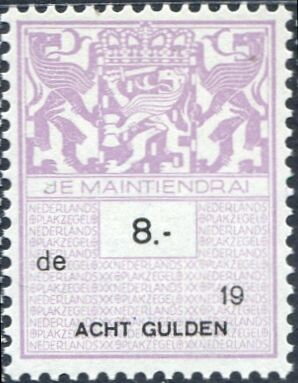 JE MAINTIENDRAI
NEDERLANDS
PLAKZEGEL
8.-
de
19
ACHT GULDEN